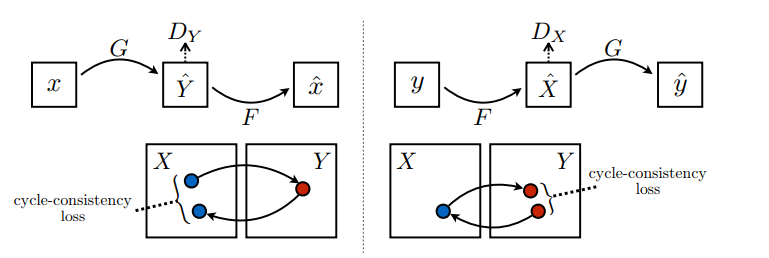 D_Y
G
x
Ŷ
x̂
F
X
Y
cycle-consistency
loss
D_X
G
y
X̂
ŷ
F
X
Y
cycle-consistency
loss